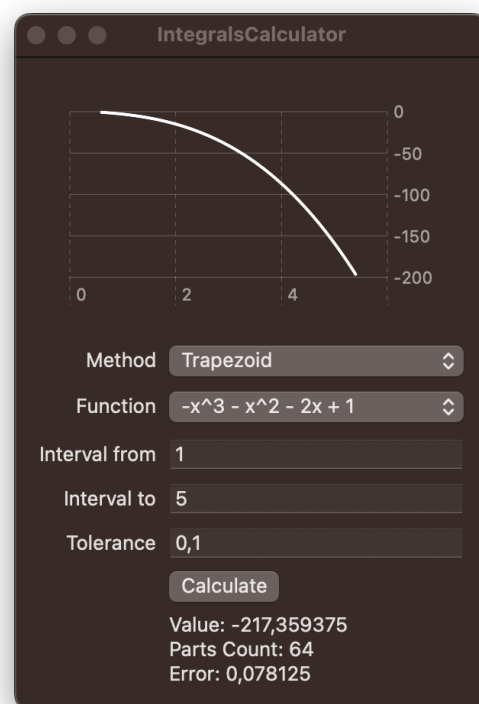 IntegralsCalculator
0
-50
-100
-150
-200
0 2 4
Method Trapezoid
Function -x^3 - x^2 - 2x + 1
Interval from 1
Interval to 5
Tolerance 0,1
Calculate
Value: -217,359375
Parts Count: 64
Error: 0,078125